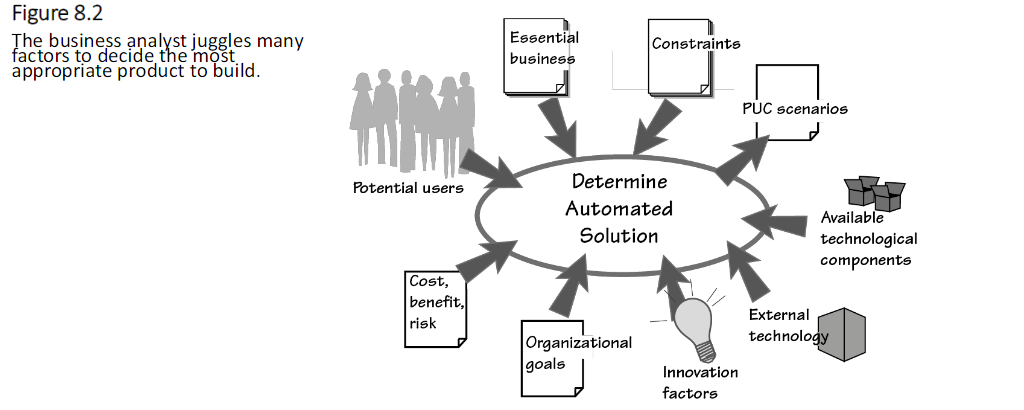 Figure 8.2
The business analyst juggles many
factors to decide the most
appropriate product to build.
Essential
business
Constraints
PUC scenarios
Potential users
Determine
Automated
Solution
Available
technological
components
Cost,
benefit,
risk
External
technology
Organizational
goals
Innovation
factors